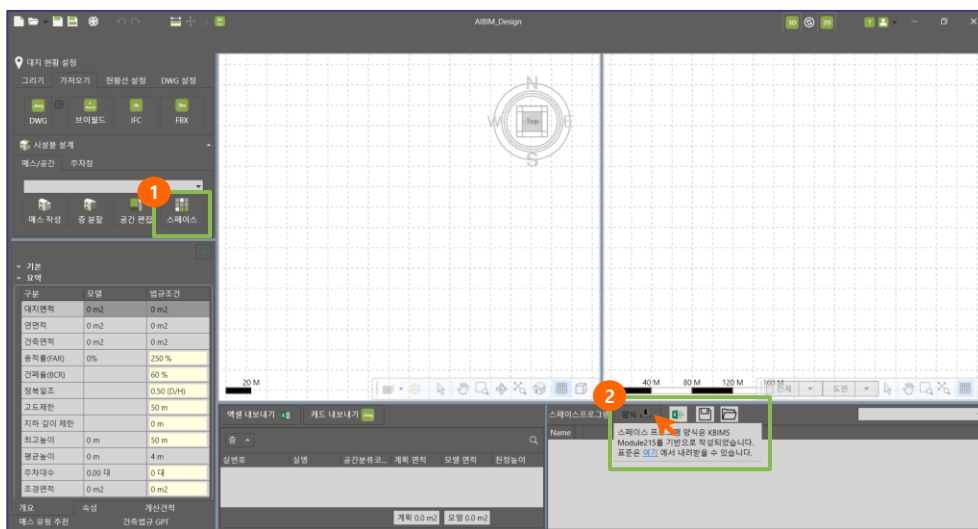 AIBIM_Design
3D 2D
대지 현황 설정
그리기 가져오기 현황선 설정 DWG 설정
DWG 브이월드 IFC FBX
시설물 설계
매스/공간 주차장
1
매스 작성 층 분할 공간 편집 스페이스
기본
요약
구분 모델 법규조건
대지면적 0 m2 0 m2
연면적 0 m2 0 m2
건축면적 0 m2 0 m2
용적률(FAR) 0% 250 %
건폐율(BCR) 60 %
정북일조 0.50 (D/H)
고도제한 50 m
지하 깊이 제한 0 m
최고높이 0 m 50 m
평균높이 0 m 4 m
주차대수 0.00 대 0 대
조경면적 0 m2 0 m2
개요 속성 개산견적
매스 유형 추천 건축법규 GPT
N
W Top E
S
20 M
40 M 80 M 120 M 160 M
전체 도면
엑셀 내보내기 캐드 내보내기
층
실번호 실명 공간분류코... 계획 면적 모델 면적 천정높이
계획 0.0 m2 모델 0.0 m2
2
스페이스프로그램 양식
Name
스페이스 프로그램 양식은 KBIMS
Module215를 기반으로 작성되었습니다.
표준은 여기 에서 내려받을 수 있습니다.